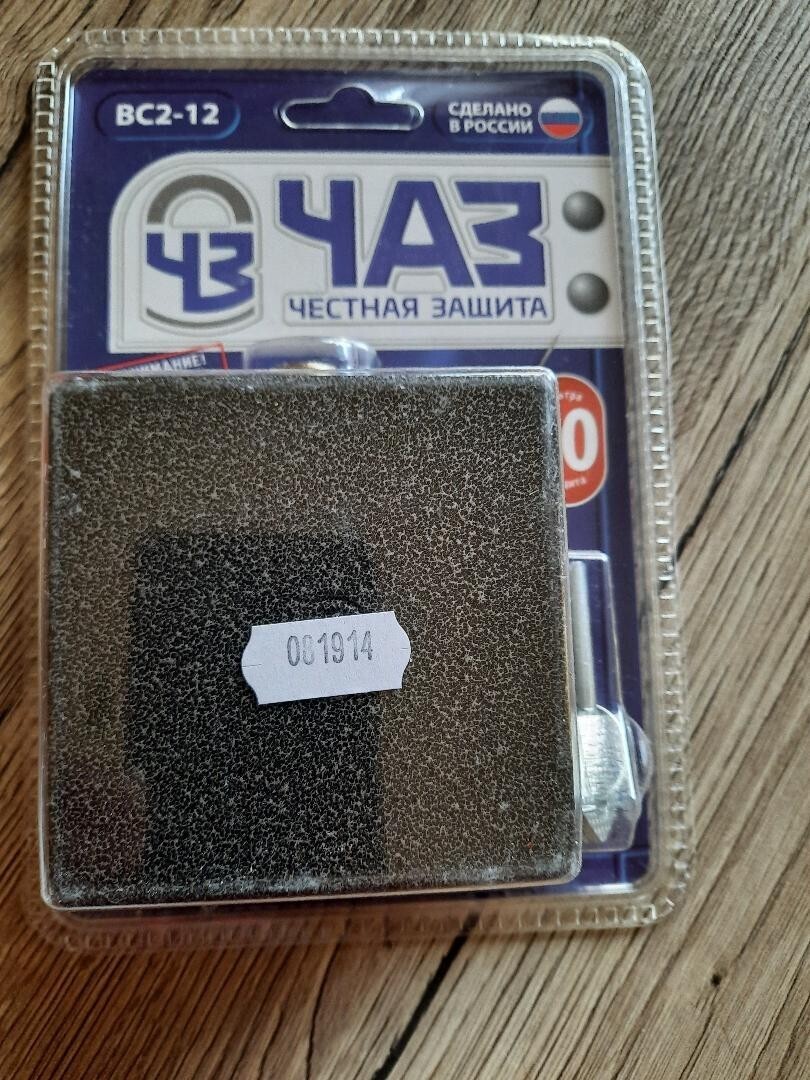 ВС2-12
СДЕЛАНО
В РОССИИ
ЧЗ
ЧАЗ
ЧЕСТНАЯ ЗАЩИТА
081914